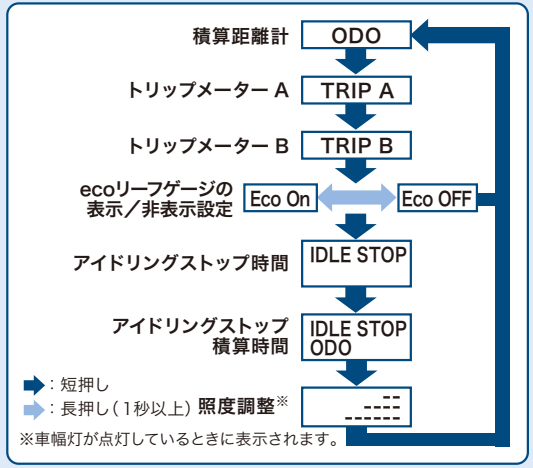 積算距離計 ODO
トリップメーター A TRIP A
トリップメーター B TRIP B
ecoリーフゲージの
表示／非表示設定 Eco On Eco OFF
アイドリングストップ時間 IDLE STOP
アイドリングストップ
積算時間 IDLE STOP
ODO
照度調整※
：短押し
：長押し（1秒以上）
※車幅灯が点灯しているときに表示されます。